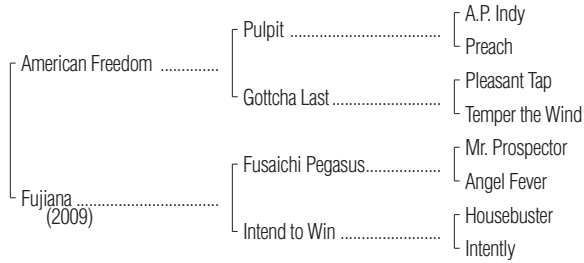 A.P. Indy
Pulpit ..............................
Preach
American Freedom ..............
Pleasant Tap
Gottcha Last......................
Temper the Wind
Mr. Prospector
Fusaichi Pegasus................
Angel Fever
Fujiana ..............................
(2009)
Housebuster
Intend to Win ....................
Intently